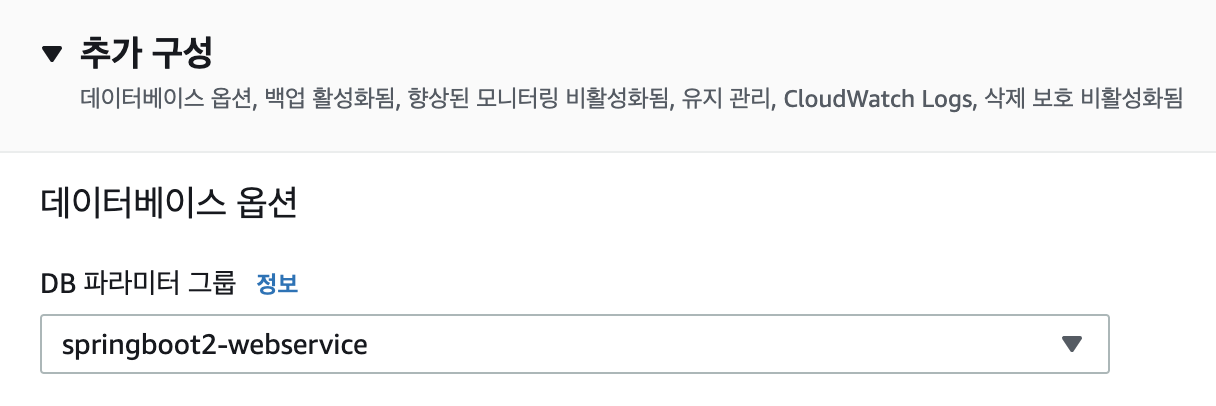 추가 구성
데이터베이스 옵션, 백업 활성화됨, 향상된 모니터링 비활성화됨, 유지 관리, CloudWatch Logs, 삭제 보호 비활성화됨
데이터베이스 옵션
DB 파라미터 그룹 정보
springboot2-webservice